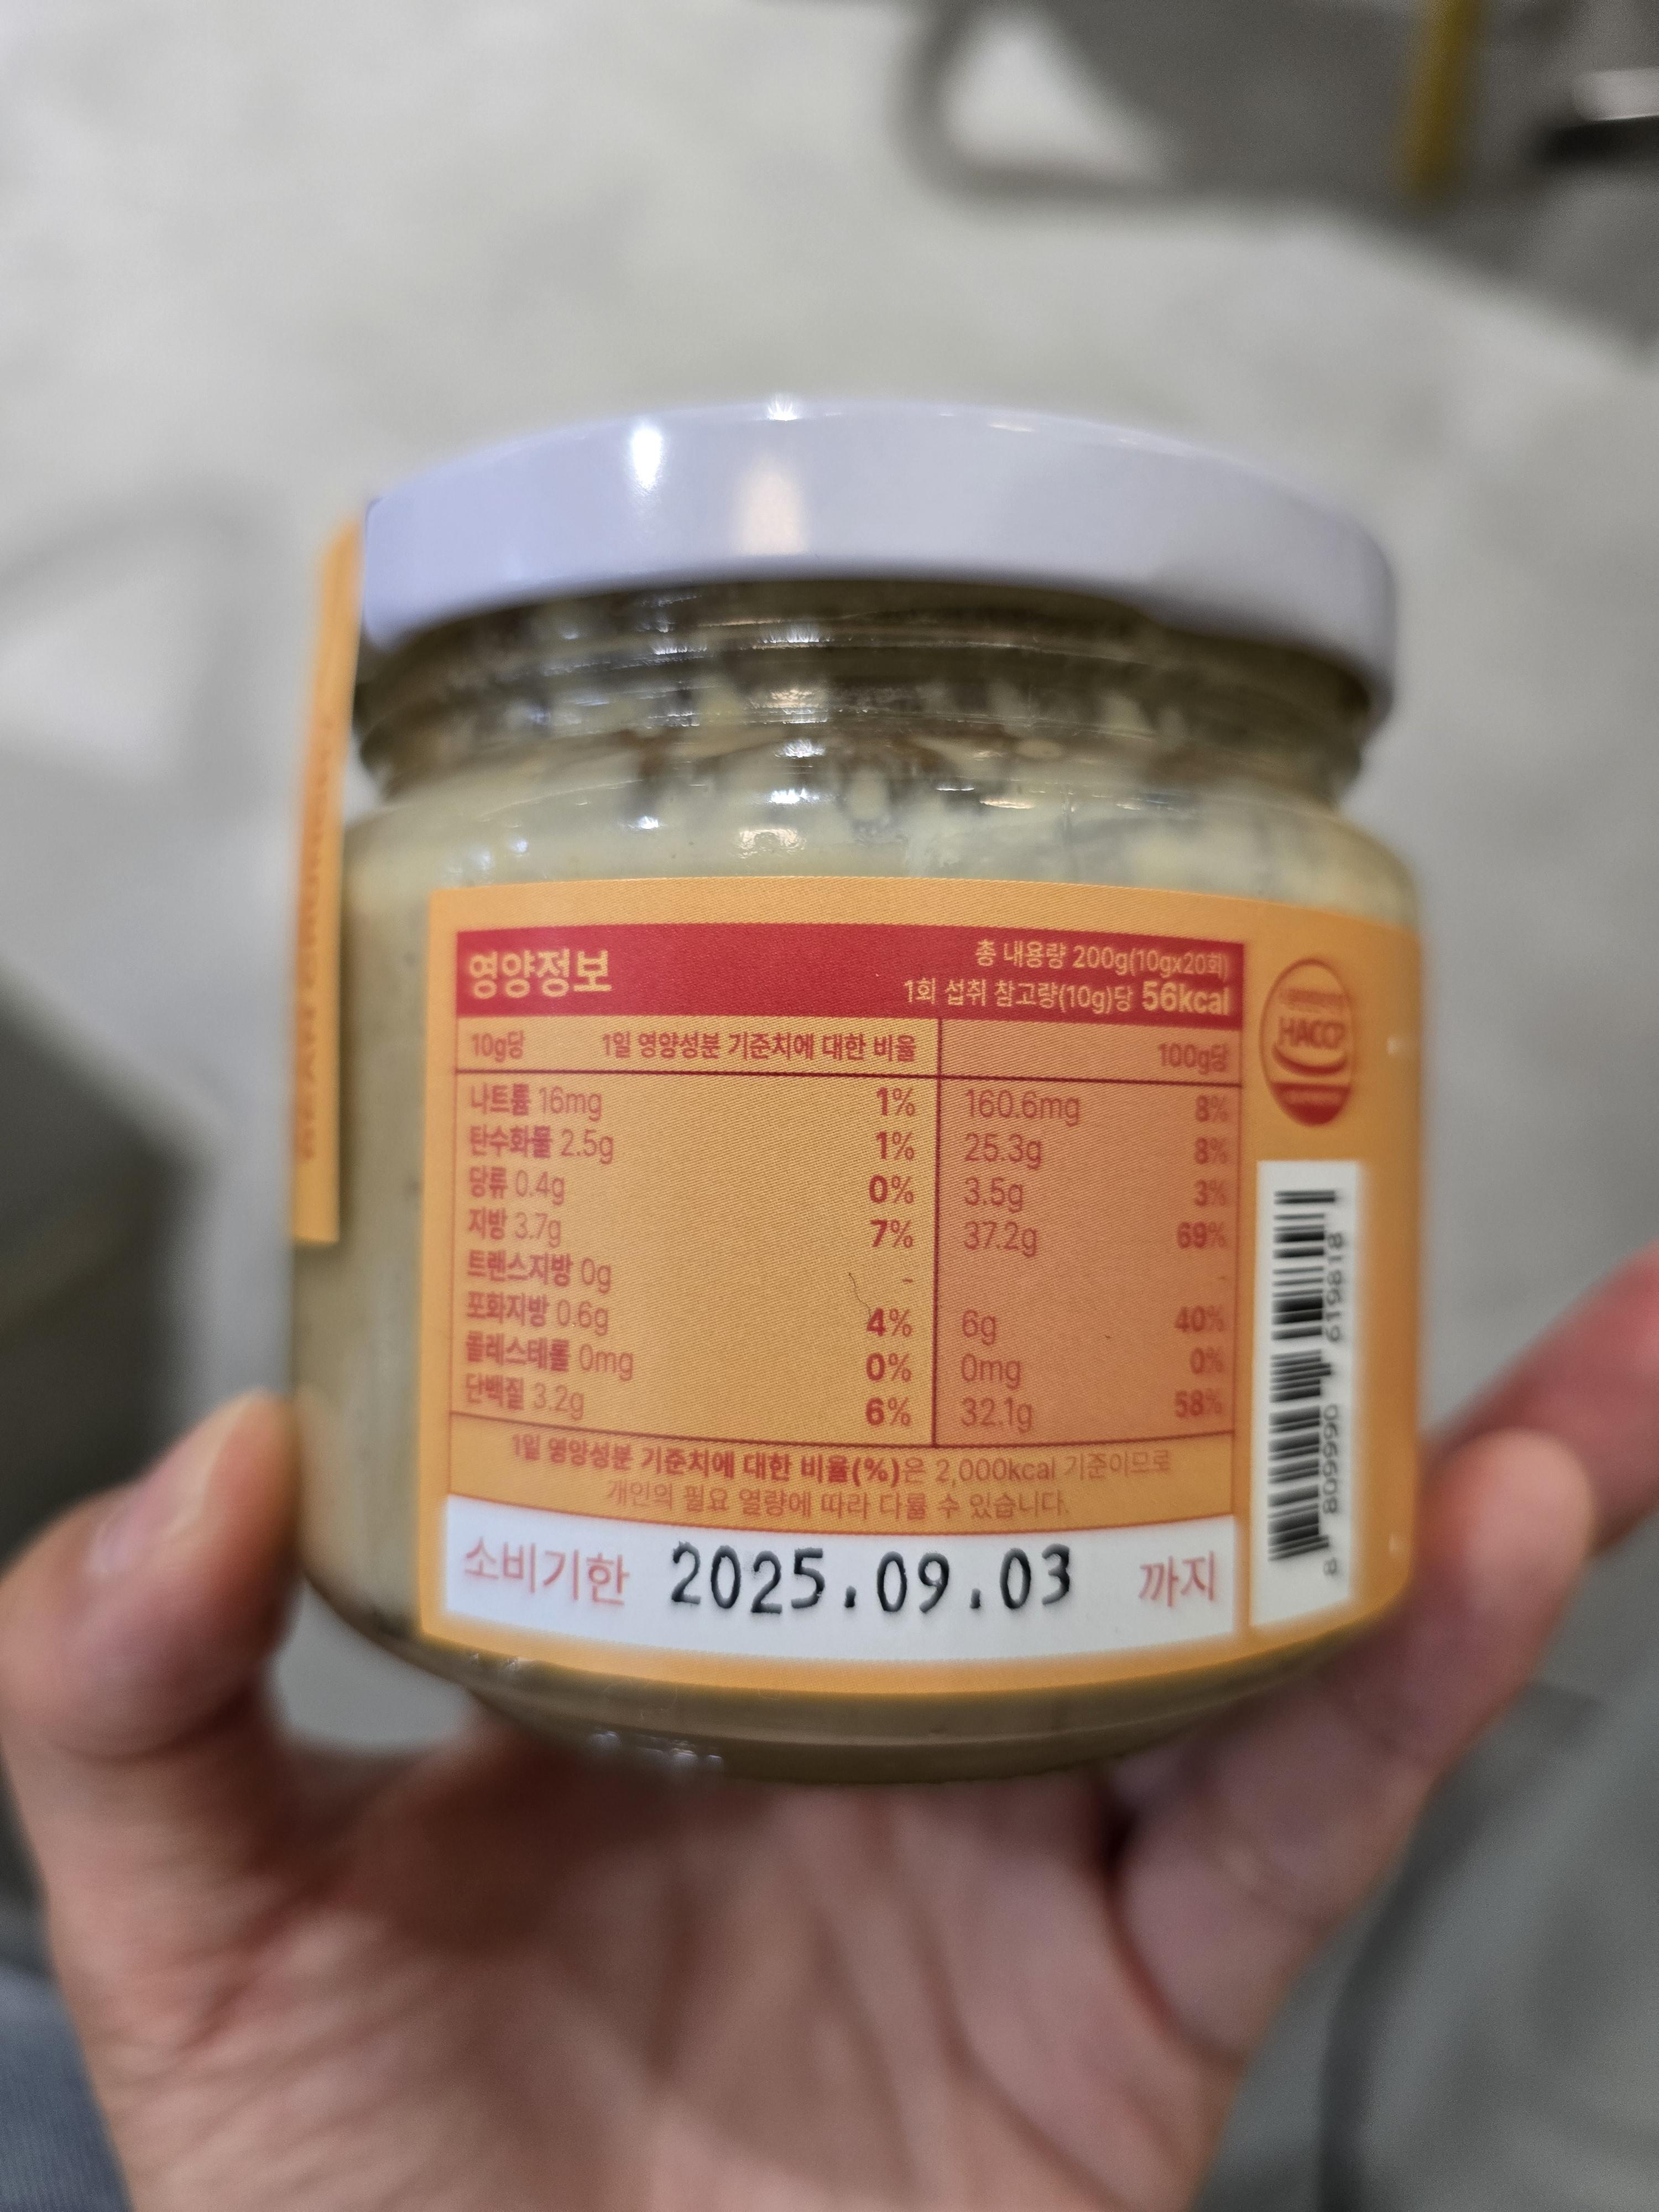 영양정보
총 내용량 200g(10gx20회)
1회 섭취 참고량(10g)당 56kcal
10g당 1일 영양성분 기준치에 대한 비율 100g당
나트륨 16mg 1% 160.6mg 8%
탄수화물 2.5g 1% 25.3g 8%
당류 0.4g 0% 3.5g 3%
지방 3.7g 7% 37.2g 69%
트랜스지방 0g - -
포화지방 0.6g 4% 6g 40%
콜레스테롤 0mg 0% 0mg 0%
단백질 3.2g 6% 32.1g 58%
1일 영양성분 기준치에 대한 비율(%)은 2,000kcal 기준이므로
개인의 필요 열량에 따라 다를 수 있습니다.
소비기한 2025.09.03 까지
HACCP
8 809990 619818